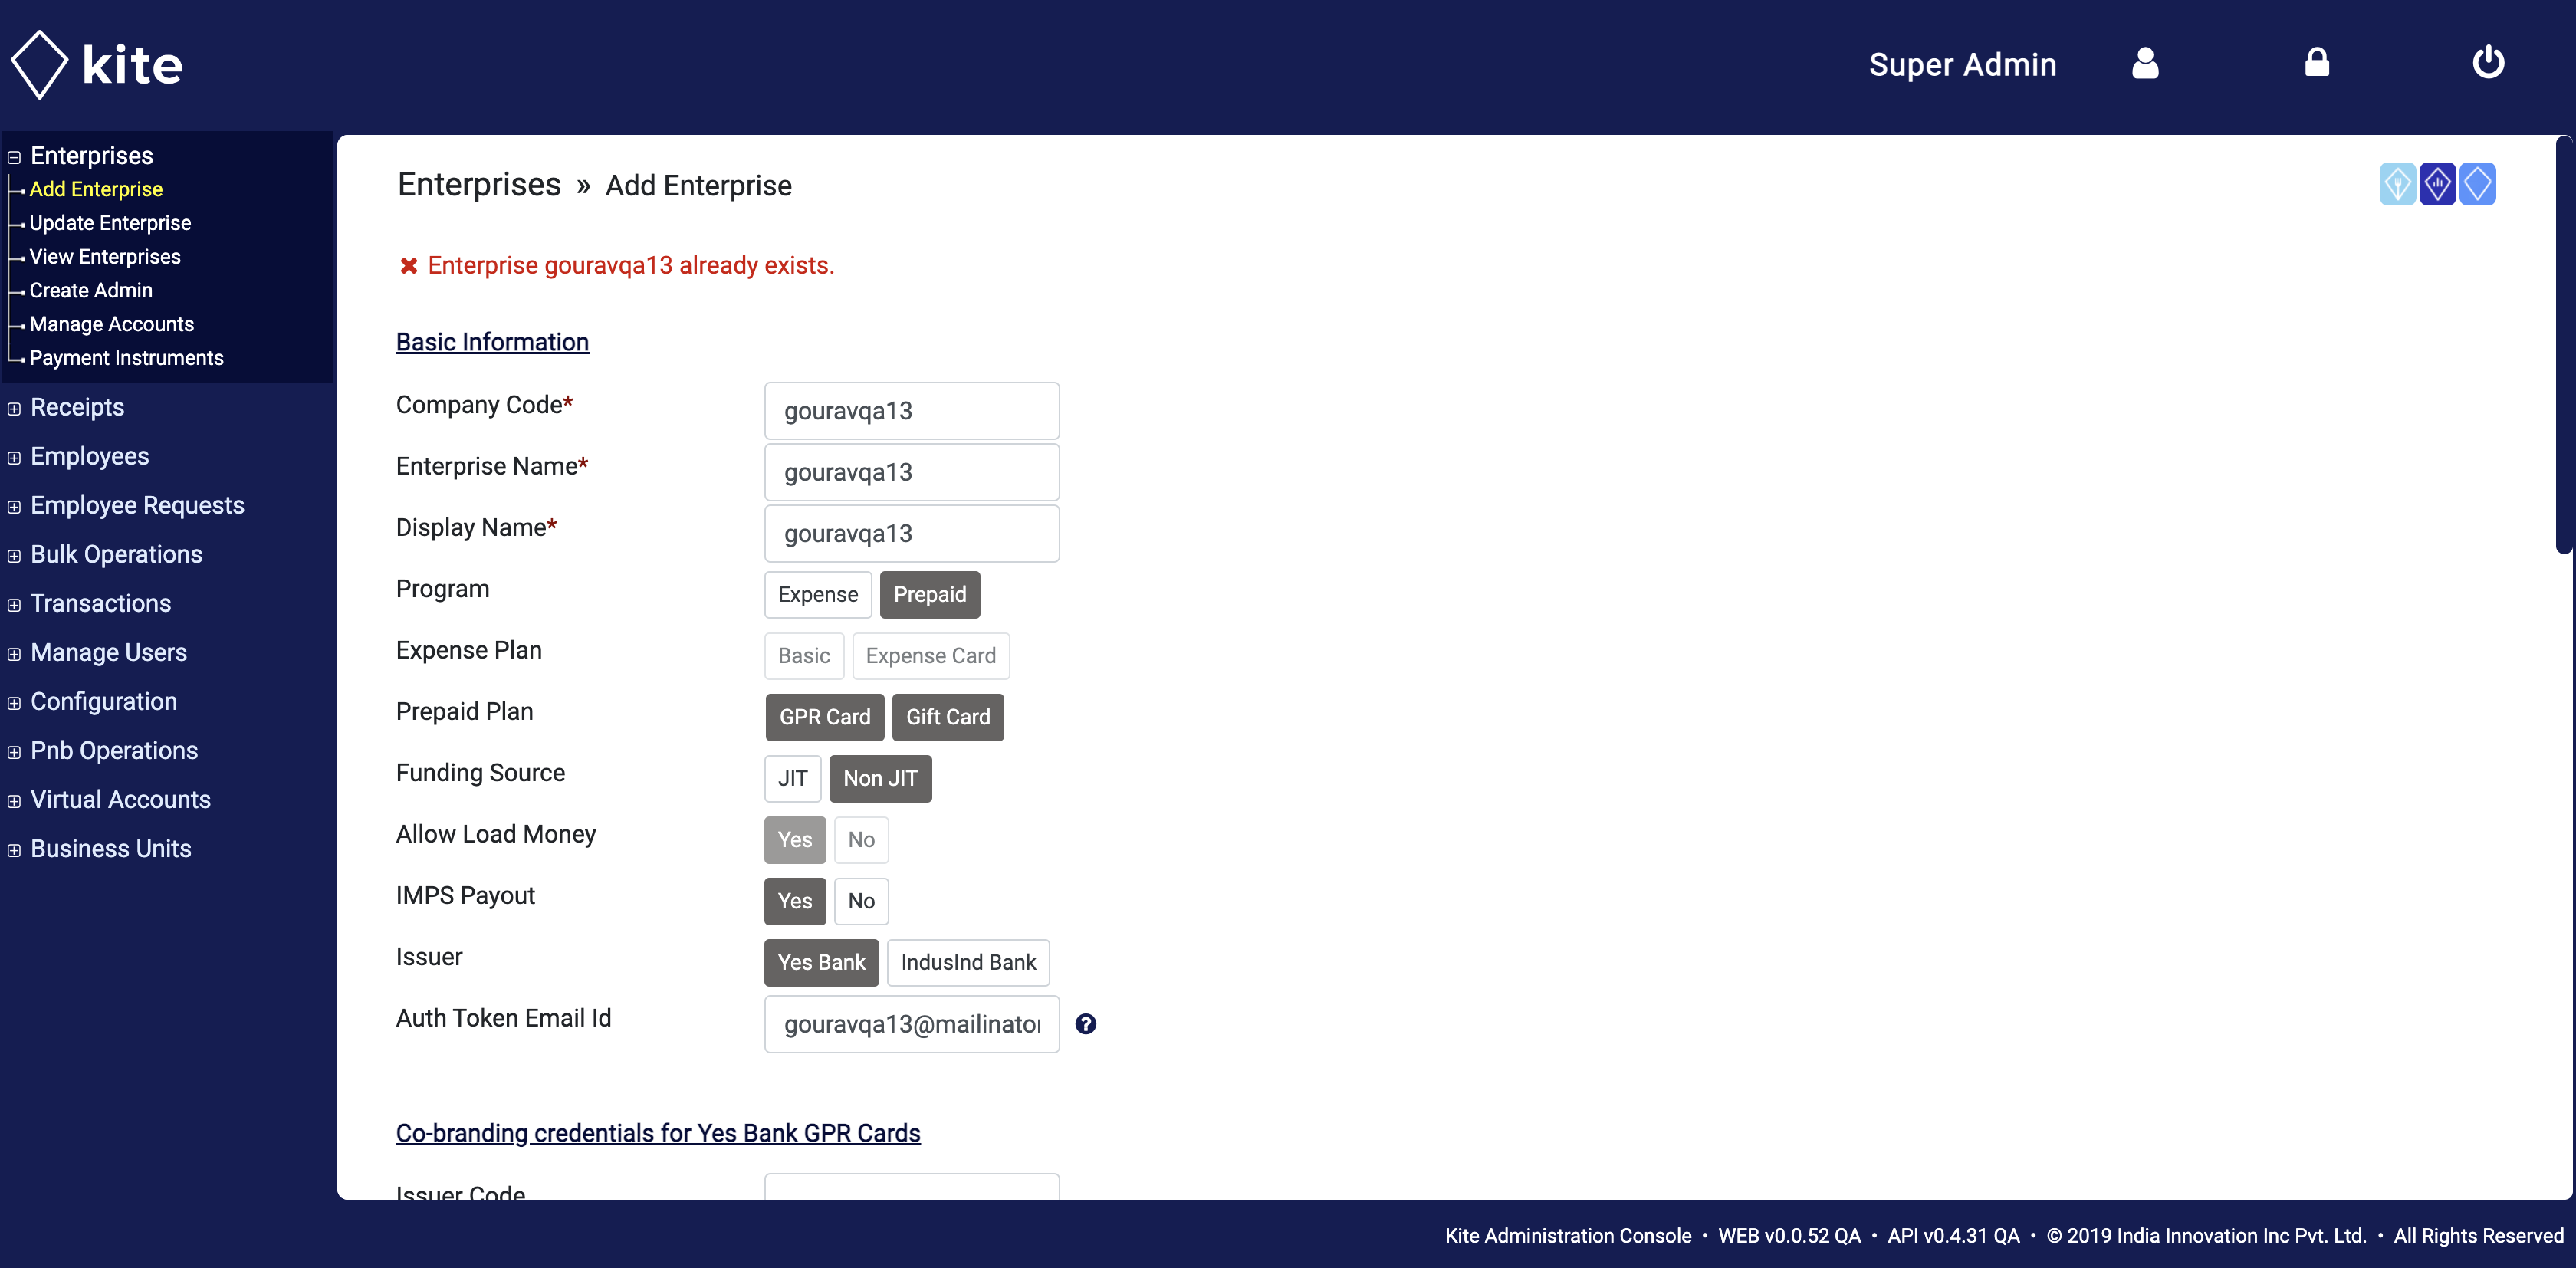 kite
Super Admin
Enterprises
Add Enterprise
Update Enterprise
View Enterprises
Create Admin
Manage Accounts
Payment Instruments
Receipts
Employees
Employee Requests
Bulk Operations
Transactions
Manage Users
Configuration
Pnb Operations
Virtual Accounts
Business Units
Enterprises » Add Enterprise
Enterprise gouravqa13 already exists.
Basic Information
Company Code* gouravqa13
Enterprise Name* gouravqa13
Display Name* gouravqa13
Program Expense Prepaid
Expense Plan Basic Expense Card
Prepaid Plan GPR Card Gift Card
Funding Source JIT Non JIT
Allow Load Money Yes No
IMPS Payout Yes No
Issuer Yes Bank IndusInd Bank
Auth Token Email Id gouravqa13@mailinator
Co-branding credentials for Yes Bank GPR Cards
Issuer Code
Kite Administration Console • WEB v0.0.52 QA • API v0.4.31 QA • © 2019 India Innovation Inc Pvt. Ltd. • All Rights Reserved